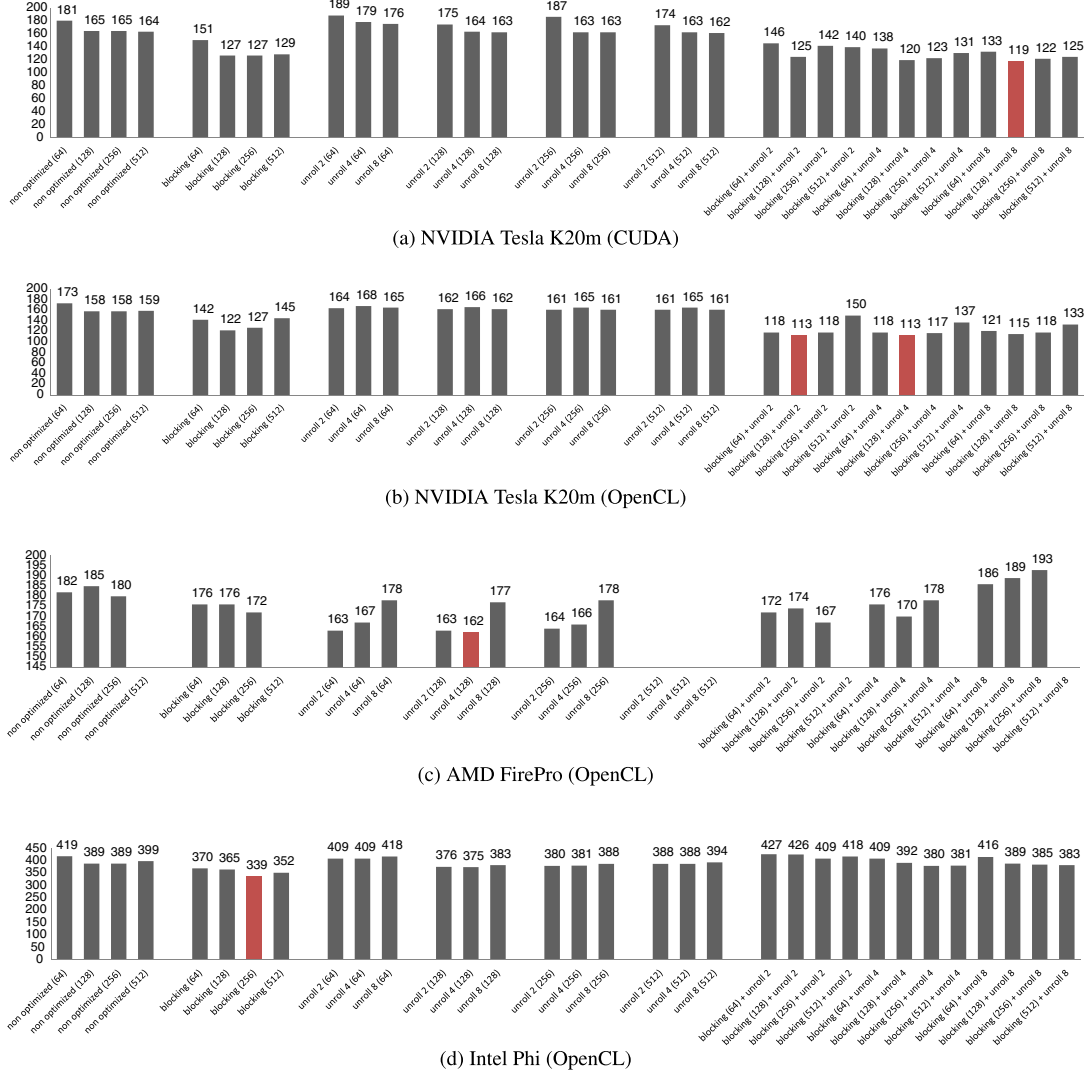 200
180
160
140
120
100
80
60
40
20
0
181 165 165 164 151 127 127 129 189 179 176 175 164 163 187 163 163 174 163 162 146 125 142 140 138 120 123 131 133 119 122 125
non optimized (64)
non optimized (128)
non optimized (256)
non optimized (512)
blocking (64)
blocking (128)
blocking (256)
blocking (512)
unroll 2 (64)
unroll 4 (64)
unroll 8 (64)
unroll 2 (128)
unroll 4 (128)
unroll 8 (128)
unroll 2 (256)
unroll 4 (256)
unroll 8 (256)
unroll 2 (512)
unroll 4 (512)
unroll 8 (512)
blocking (64) + unroll 2
blocking (128) + unroll 2
blocking (256) + unroll 2
blocking (512) + unroll 2
blocking (64) + unroll 4
blocking (128) + unroll 4
blocking (256) + unroll 4
blocking (512) + unroll 4
blocking (64) + unroll 8
blocking (128) + unroll 8
blocking (256) + unroll 8
blocking (512) + unroll 8
(a) NVIDIA Tesla K20m (CUDA)
200
180
160
140
120
100
80
60
40
20
0
173 158 158 159 142 122 127 145 164 168 165 162 166 162 161 165 161 161 165 161 118 113 118 150 118 113 117 137 121 115 118 133
non optimized (64)
non optimized (128)
non optimized (256)
non optimized (512)
blocking (64)
blocking (128)
blocking (256)
blocking (512)
unroll 2 (64)
unroll 4 (64)
unroll 8 (64)
unroll 2 (128)
unroll 4 (128)
unroll 8 (128)
unroll 2 (256)
unroll 4 (256)
unroll 8 (256)
unroll 2 (512)
unroll 4 (512)
unroll 8 (512)
blocking (64) + unroll 2
blocking (128) + unroll 2
blocking (256) + unroll 2
blocking (512) + unroll 2
blocking (64) + unroll 4
blocking (128) + unroll 4
blocking (256) + unroll 4
blocking (512) + unroll 4
blocking (64) + unroll 8
blocking (128) + unroll 8
blocking (256) + unroll 8
blocking (512) + unroll 8
(b) NVIDIA Tesla K20m (OpenCL)
200
195
190
185
180
175
170
165
160
155
150
145
182 185 180 176 176 172 163 167 178 163 162 177 164 166 178 172 174 167 176 170 178 186 189 193
non optimized (64)
non optimized (128)
non optimized (256)
non optimized (512)
blocking (64)
blocking (128)
blocking (256)
blocking (512)
unroll 2 (64)
unroll 4 (64)
unroll 8 (64)
unroll 2 (128)
unroll 4 (128)
unroll 8 (128)
unroll 2 (256)
unroll 4 (256)
unroll 8 (256)
unroll 2 (512)
unroll 4 (512)
unroll 8 (512)
blocking (64) + unroll 2
blocking (128) + unroll 2
blocking (256) + unroll 2
blocking (512) + unroll 2
blocking (64) + unroll 4
blocking (128) + unroll 4
blocking (256) + unroll 4
blocking (512) + unroll 4
blocking (64) + unroll 8
blocking (128) + unroll 8
blocking (256) + unroll 8
blocking (512) + unroll 8
(c) AMD FirePro (OpenCL)
450
400
350
300
250
200
150
100
50
0
419 389 389 399 370 365 339 352 409 409 418 376 375 383 380 381 388 388 388 394 427 426 409 418 409 392 380 381 416 389 385 383
non optimized (64)
non optimized (128)
non optimized (256)
non optimized (512)
blocking (64)
blocking (128)
blocking (256)
blocking (512)
unroll 2 (64)
unroll 4 (64)
unroll 8 (64)
unroll 2 (128)
unroll 4 (128)
unroll 8 (128)
unroll 2 (256)
unroll 4 (256)
unroll 8 (256)
unroll 2 (512)
unroll 4 (512)
unroll 8 (512)
blocking (64) + unroll 2
blocking (128) + unroll 2
blocking (256) + unroll 2
blocking (512) + unroll 2
blocking (64) + unroll 4
blocking (128) + unroll 4
blocking (256) + unroll 4
blocking (512) + unroll 4
blocking (64) + unroll 8
blocking (128) + unroll 8
blocking (256) + unroll 8
blocking (512) + unroll 8
(d) Intel Phi (OpenCL)